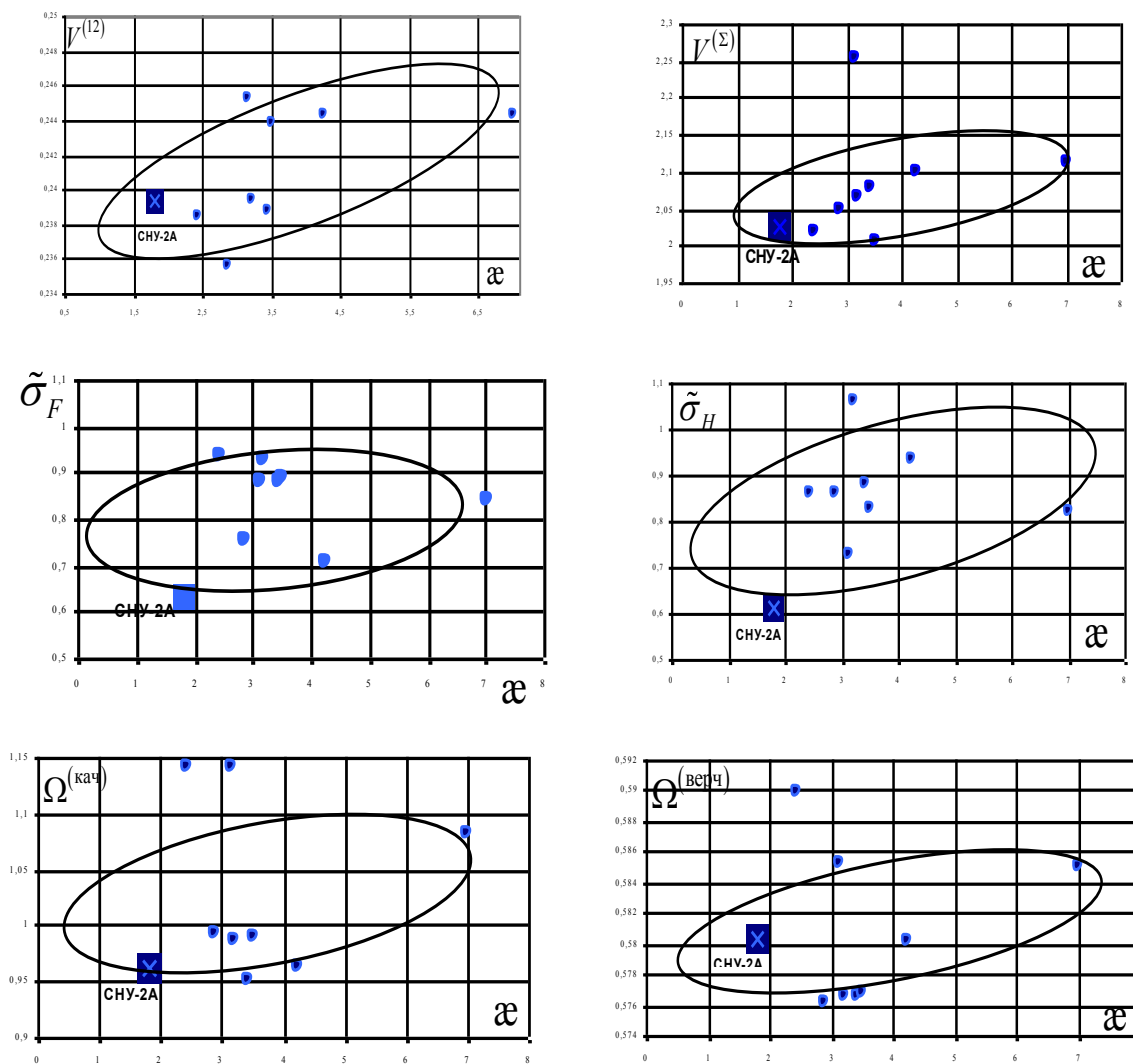 0,25
V(12)
0,248
0,246
0,244
0,242
0,24
0,238
СНУ-2А
0,236
æ
0,234
0,5 1,5 2,5 3,5 4,5 5,5 6,5
2,3
V(Σ)
2,25
2,2
2,15
2,1
2,05
2
СНУ-2А
æ
1,95
0 1 2 3 4 5 6 7 8
1,1
σ̃F
1
0,9
0,8
0,7
0,6
СНУ-2А
0,5
æ
0 1 2 3 4 5 6 7 8
1,1
σ̃H
1
0,9
0,8
0,7
0,6
СНУ-2А
æ
0,5
0 1 2 3 4 5 6 7 8
1,15
Ω(кач)
1,1
1,05
1
0,95
СНУ-2А
æ
0,9
0 1 2 3 4 5 6 7 8
0,592
Ω(верч)
0,59
0,588
0,586
0,584
0,582
0,58
СНУ-2А
0,578
0,576
æ
0,574
0 1 2 3 4 5 6 7